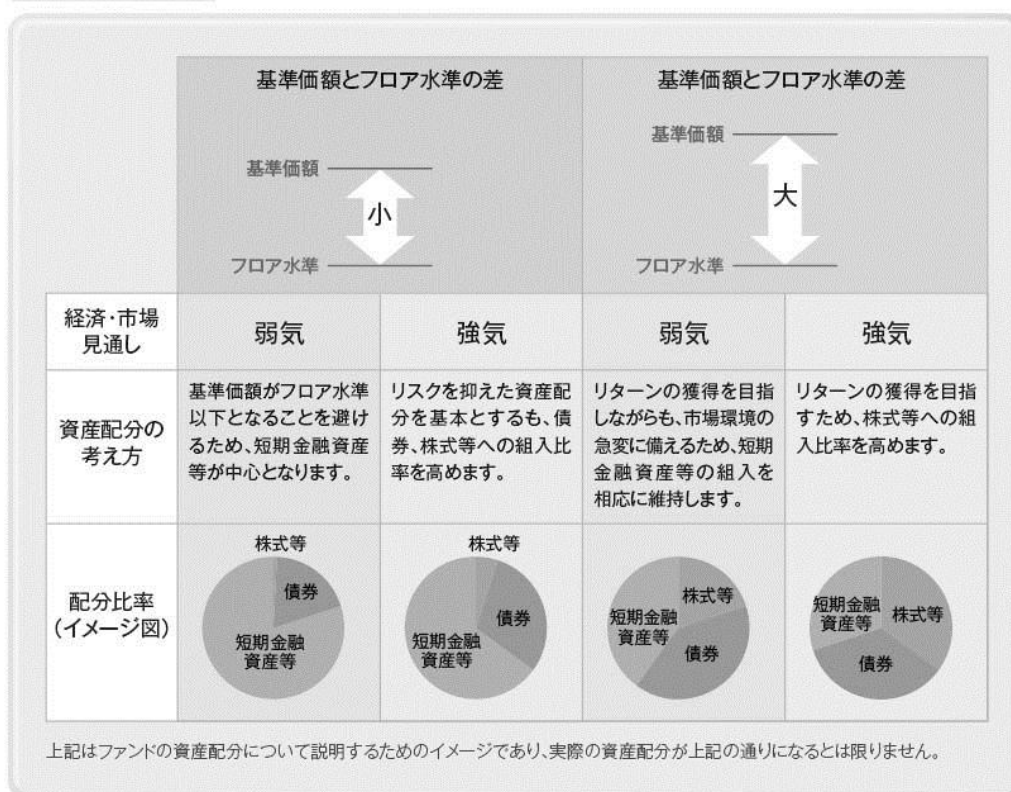 基準価額とフロア水準の差
基準価額
小
フロア水準
基準価額とフロア水準の差
基準価額
大
フロア水準
経済・市場
見通し
弱気
強気
弱気
強気
資産配分の
考え方
基準価額がフロア水準
以下となることを避け
るため、短期金融資産
等が中心となります。
リスクを抑えた資産配
分を基本とするも、債
券、株式等への組入比
率を高めます。
リターンの獲得を目指
しながらも、市場環境の
急変に備えるため、短期
金融資産等の組入を
相応に維持します。
リターンの獲得を目指
すため、株式等への組
入比率を高めます。
配分比率
(イメージ図)
株式等
債券
短期金融
資産等
株式等
債券
短期金融
資産等
株式等
短期金融
資産等
債券
短期金融
資産等
株式等
債券
上記はファンドの資産配分について説明するためのイメージであり、実際の資産配分が上記の通りになるとは限りません。